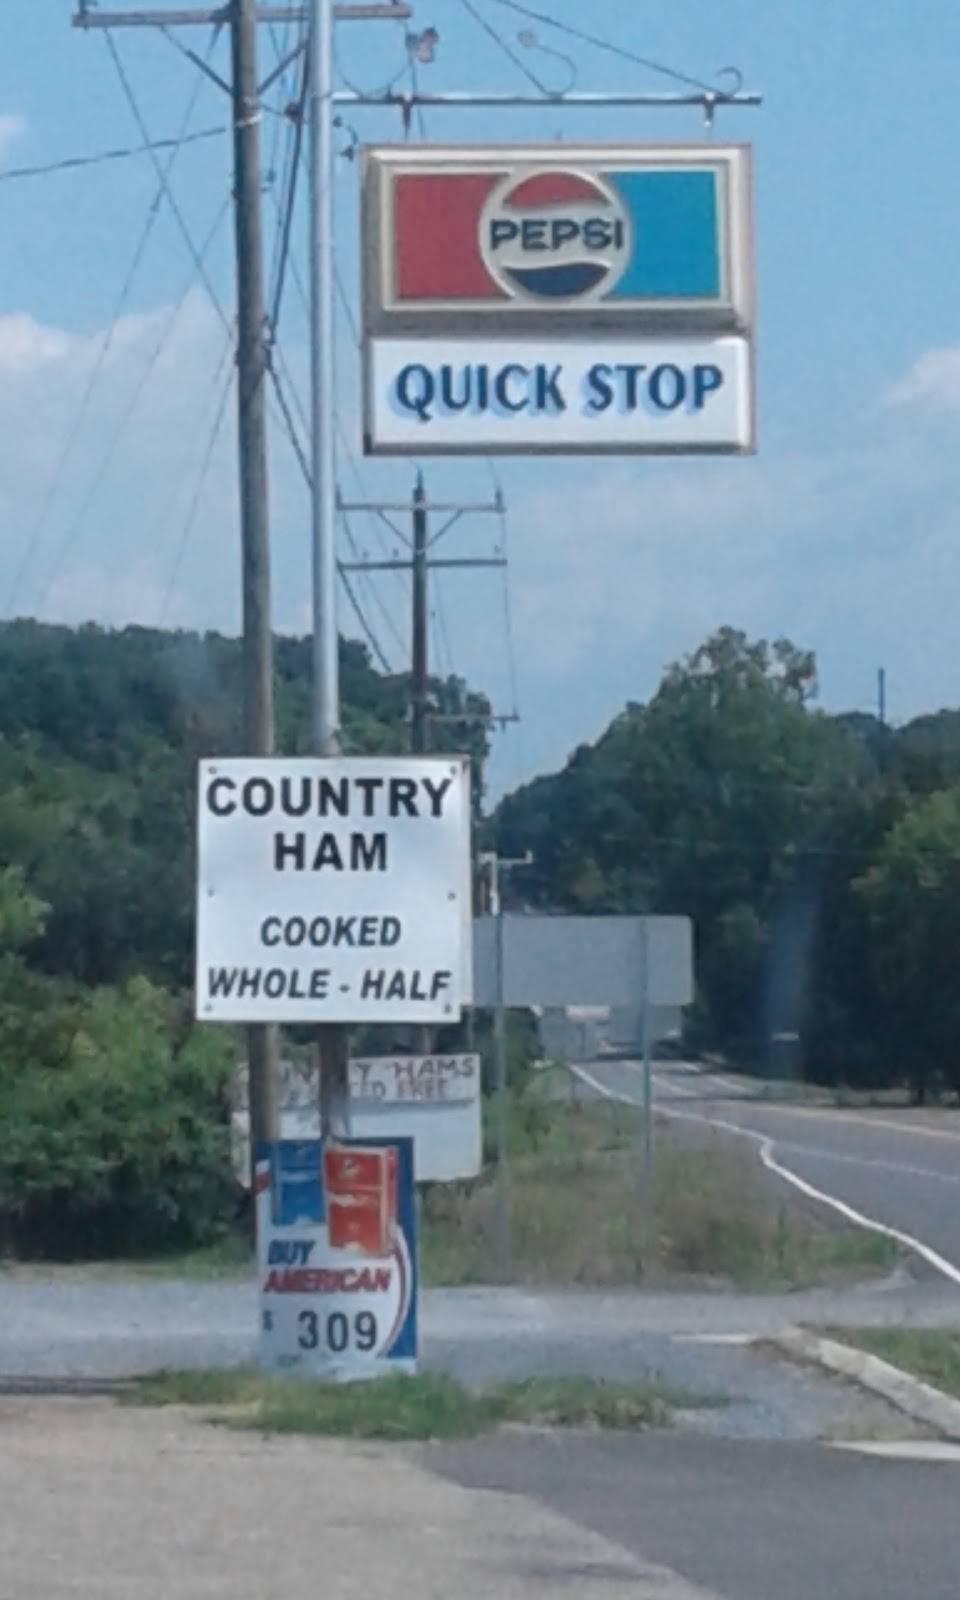 PEPSI
QUICK STOP
COUNTRY
HAM
COOKED
WHOLE - HALF
HAMS
BUY
AMERICAN
$ 309